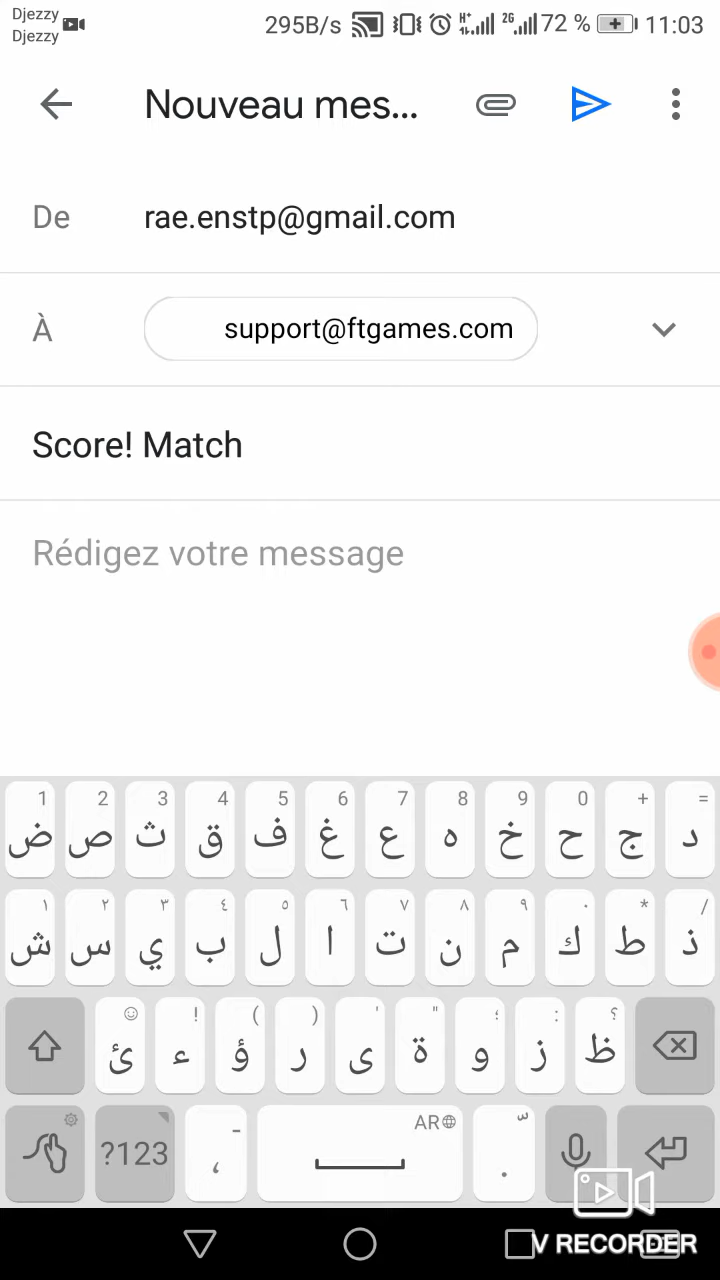 Djezzy
Djezzy
295B/s H+ 2G 72 % 11:03
Nouveau mes...
De rae.enstp@gmail.com
À support@ftgames.com
Score! Match
Rédigez votre message
1 2 3 4 5 6 7 8 9 0 + =
ض ص ث ق ف غ ع ه خ ح ج د
١ ٢ ٣ ٤ ٥ ٦ ٧ ٨ ٩ ٠ * /
ش س ي ب ل ا ت ن م ك ط ذ
! ( ) ' " ؛ : ؟
ئ ء ؤ ر ى ة و ز ظ
- AR
?123 ، .
V RECORDER